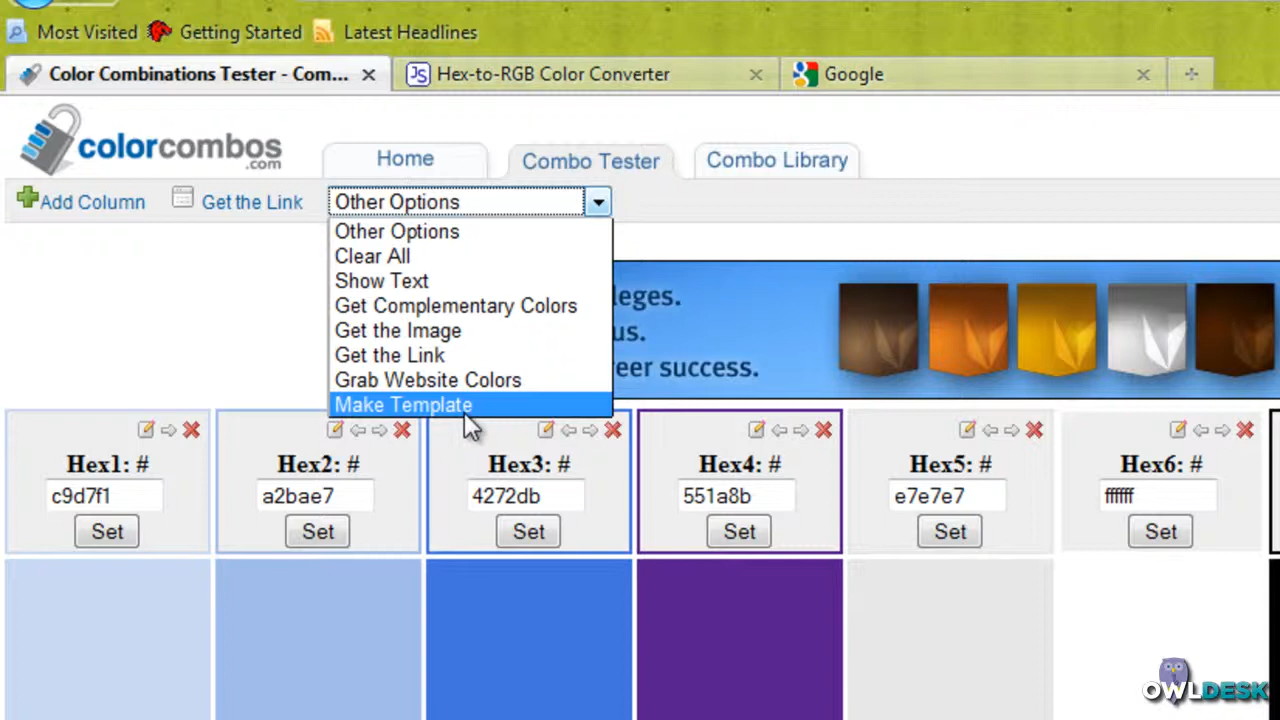 Most Visited Getting Started Latest Headlines
Color Combinations Tester - Com... JS Hex-to-RGB Color Converter Google
colorcombos
.com
Home Combo Tester Combo Library
Add Column Get the Link Other Options
Other Options
Clear All
Show Text
Get Complementary Colors
Get the Image
Get the Link
Grab Website Colors
Make Template
leges.
us.
eer success.
Hex1: # Hex2: # Hex3: # Hex4: # Hex5: # Hex6: #
c9d7f1 a2bae7 4272db 551a8b e7e7e7 ffffff
Set Set Set Set Set Set
OWLDESK